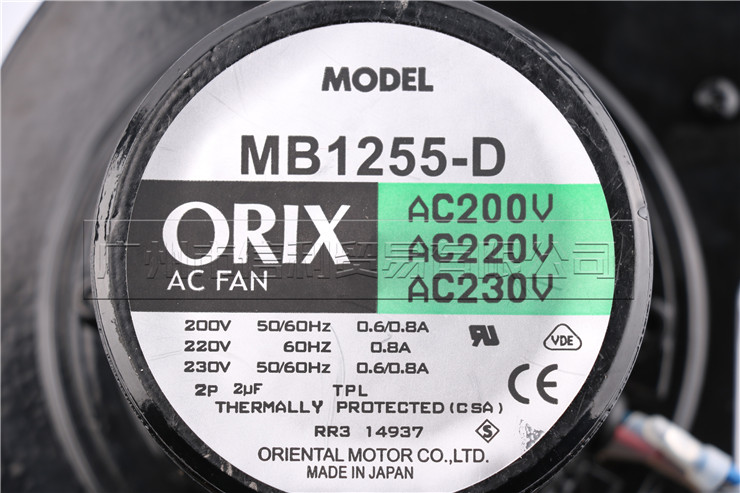 MODEL
MB1255-D
ORIX
AC FAN
AC200V
AC220V
AC230V
200V 50/60HZ 0.6/0.8A
220V 60HZ 0.8A
230V 50/60HZ 0.6/0.8A
2P 2µF TPL
THERMALLY PROTECTED(CSA)
RR3 14937
ORIENTAL MOTOR CO.,LTD.
MADE IN JAPAN
VDE
CE
S